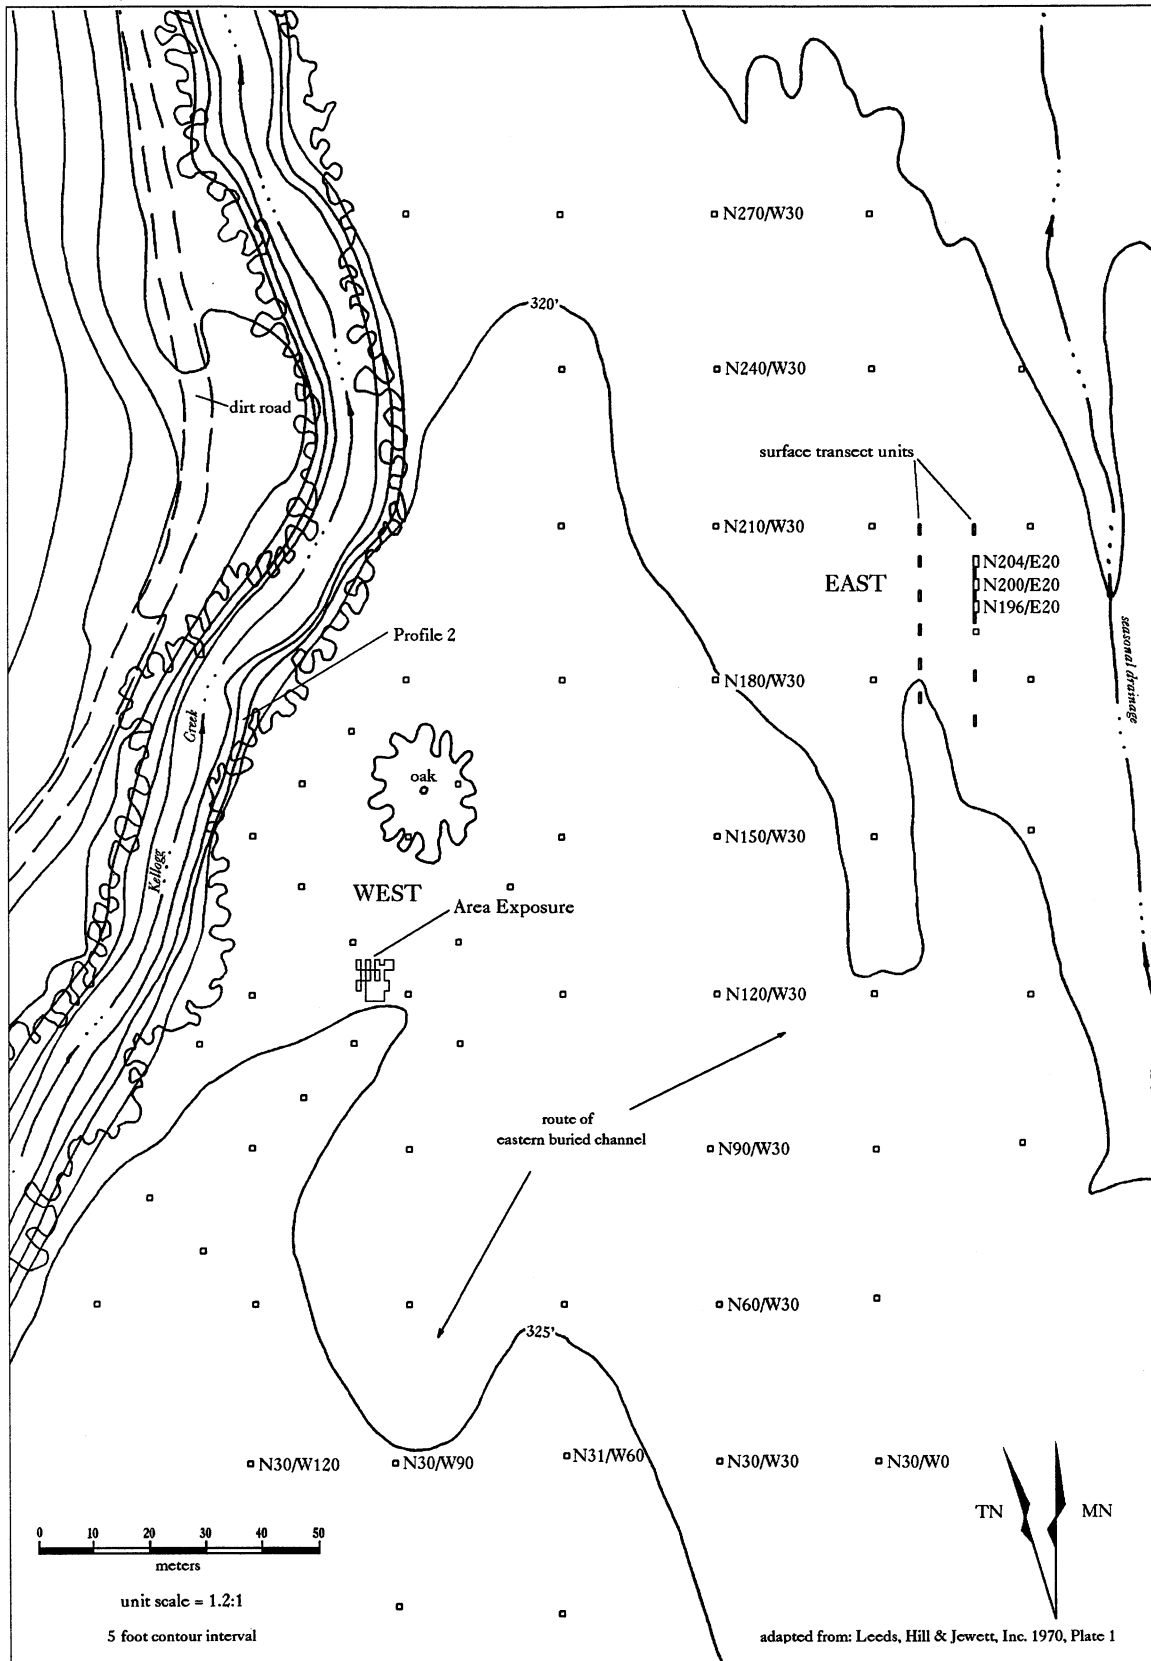 N270/W30
320'
N240/W30
dirt road
surface transect units
N210/W30
EAST
N204/E20
N200/E20
N196/E20
Profile 2
seasonal drainage
N180/W30
Creek
oak
N150/W30
Kellogg
WEST
Area Exposure
N120/W30
route of
eastern buried channel
N90/W30
N60/W30
325'
N30/W120
N30/W90
N31/W60
N30/W30
N30/W0
TN
MN
0 10 20 30 40 50
meters
unit scale = 1.2:1
5 foot contour interval
adapted from: Leeds, Hill & Jewett, Inc. 1970, Plate 1